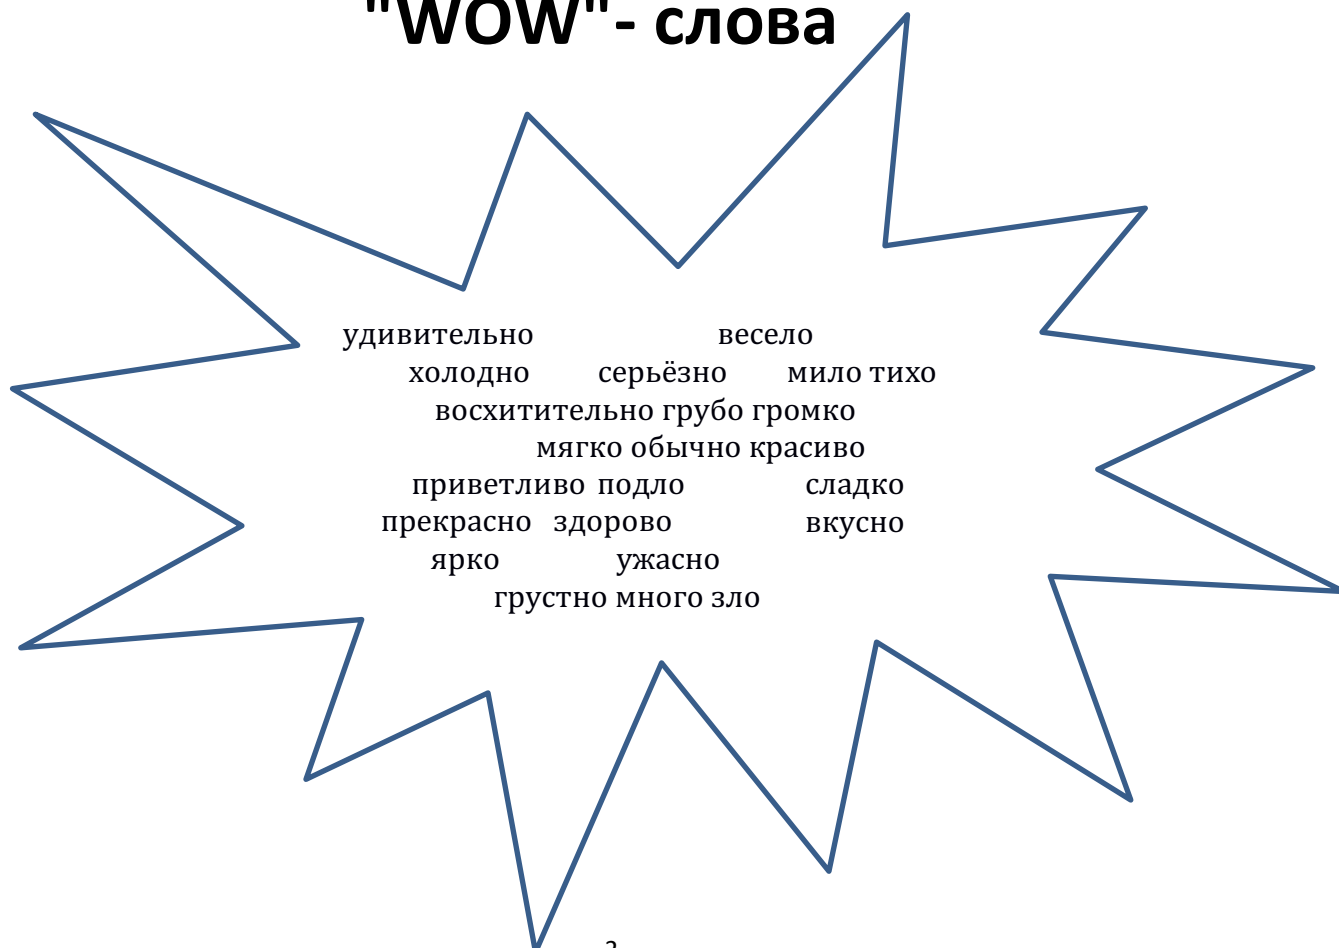 "WOW"- слова
удивительно весело
холодно серьёзно мило тихо
восхитительно грубо громко
мягко обычно красиво
приветливо подло сладко
прекрасно здорово вкусно
ярко ужасно
грустно много зло